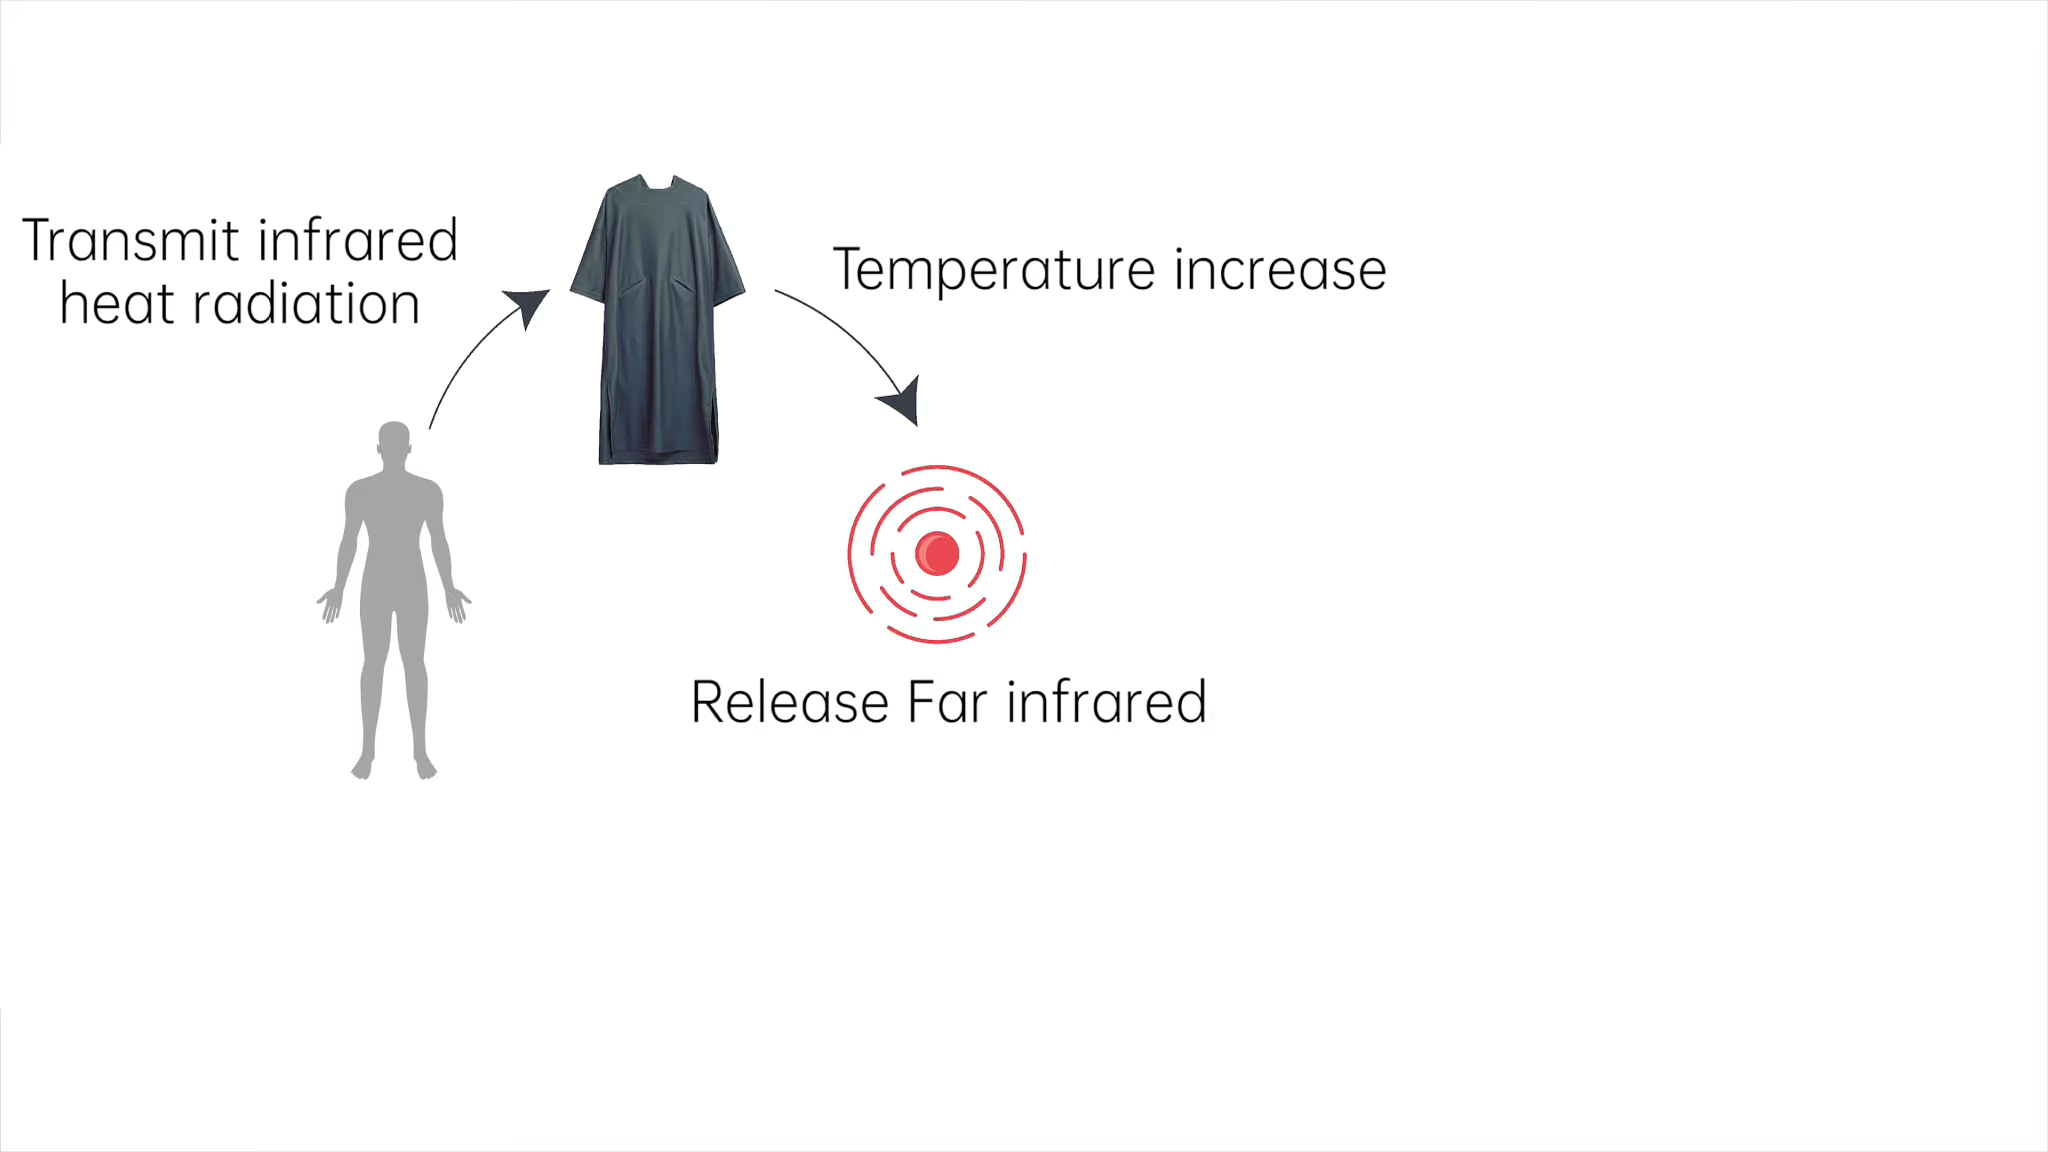 Transmit infrared
heat radiation
Temperature increase
Release Far infrared